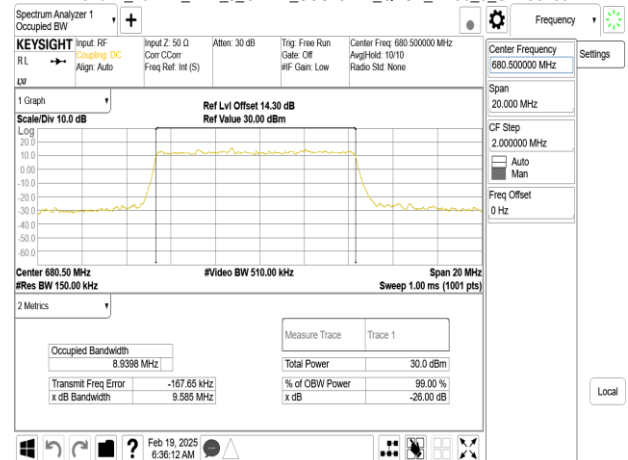 Spectrum Analyzer 1
Occupied BW
Frequency
KEYSIGHT
RL
Input: RF
Coupling: DC
Align: Auto
Input Z: 50 Ω
Corr CCorr
Freq Ref: Int (S)
Atten: 30 dB
Trig: Free Run
Gate: Off
#IF Gain: Low
Center Freq: 680.500000 MHz
Avg|Hold: 10/10
Radio Std: None
Center Frequency
680.500000 MHz
Settings
Span
20.000 MHz
CF Step
2.000000 MHz
Auto
Man
Freq Offset
0 Hz
1 Graph
Scale/Div 10.0 dB
Ref Lvl Offset 14.30 dB
Ref Value 30.00 dBm
Log
20.0
10.0
0.00
-10.0
-20.0
-30.0
-40.0
-50.0
-60.0
Center 680.50 MHz
#Video BW 510.00 kHz
Span 20 MHz
#Res BW 150.00 kHz
Sweep 1.00 ms (1001 pts)
2 Metrics
Measure Trace
Trace 1
Occupied Bandwidth
8.9398 MHz
Total Power
30.0 dBm
Transmit Freq Error
-167.65 kHz
% of OBW Power
99.00 %
x dB Bandwidth
9.585 MHz
x dB
-26.00 dB
Local
Feb 19, 2025
6:36:12 AM